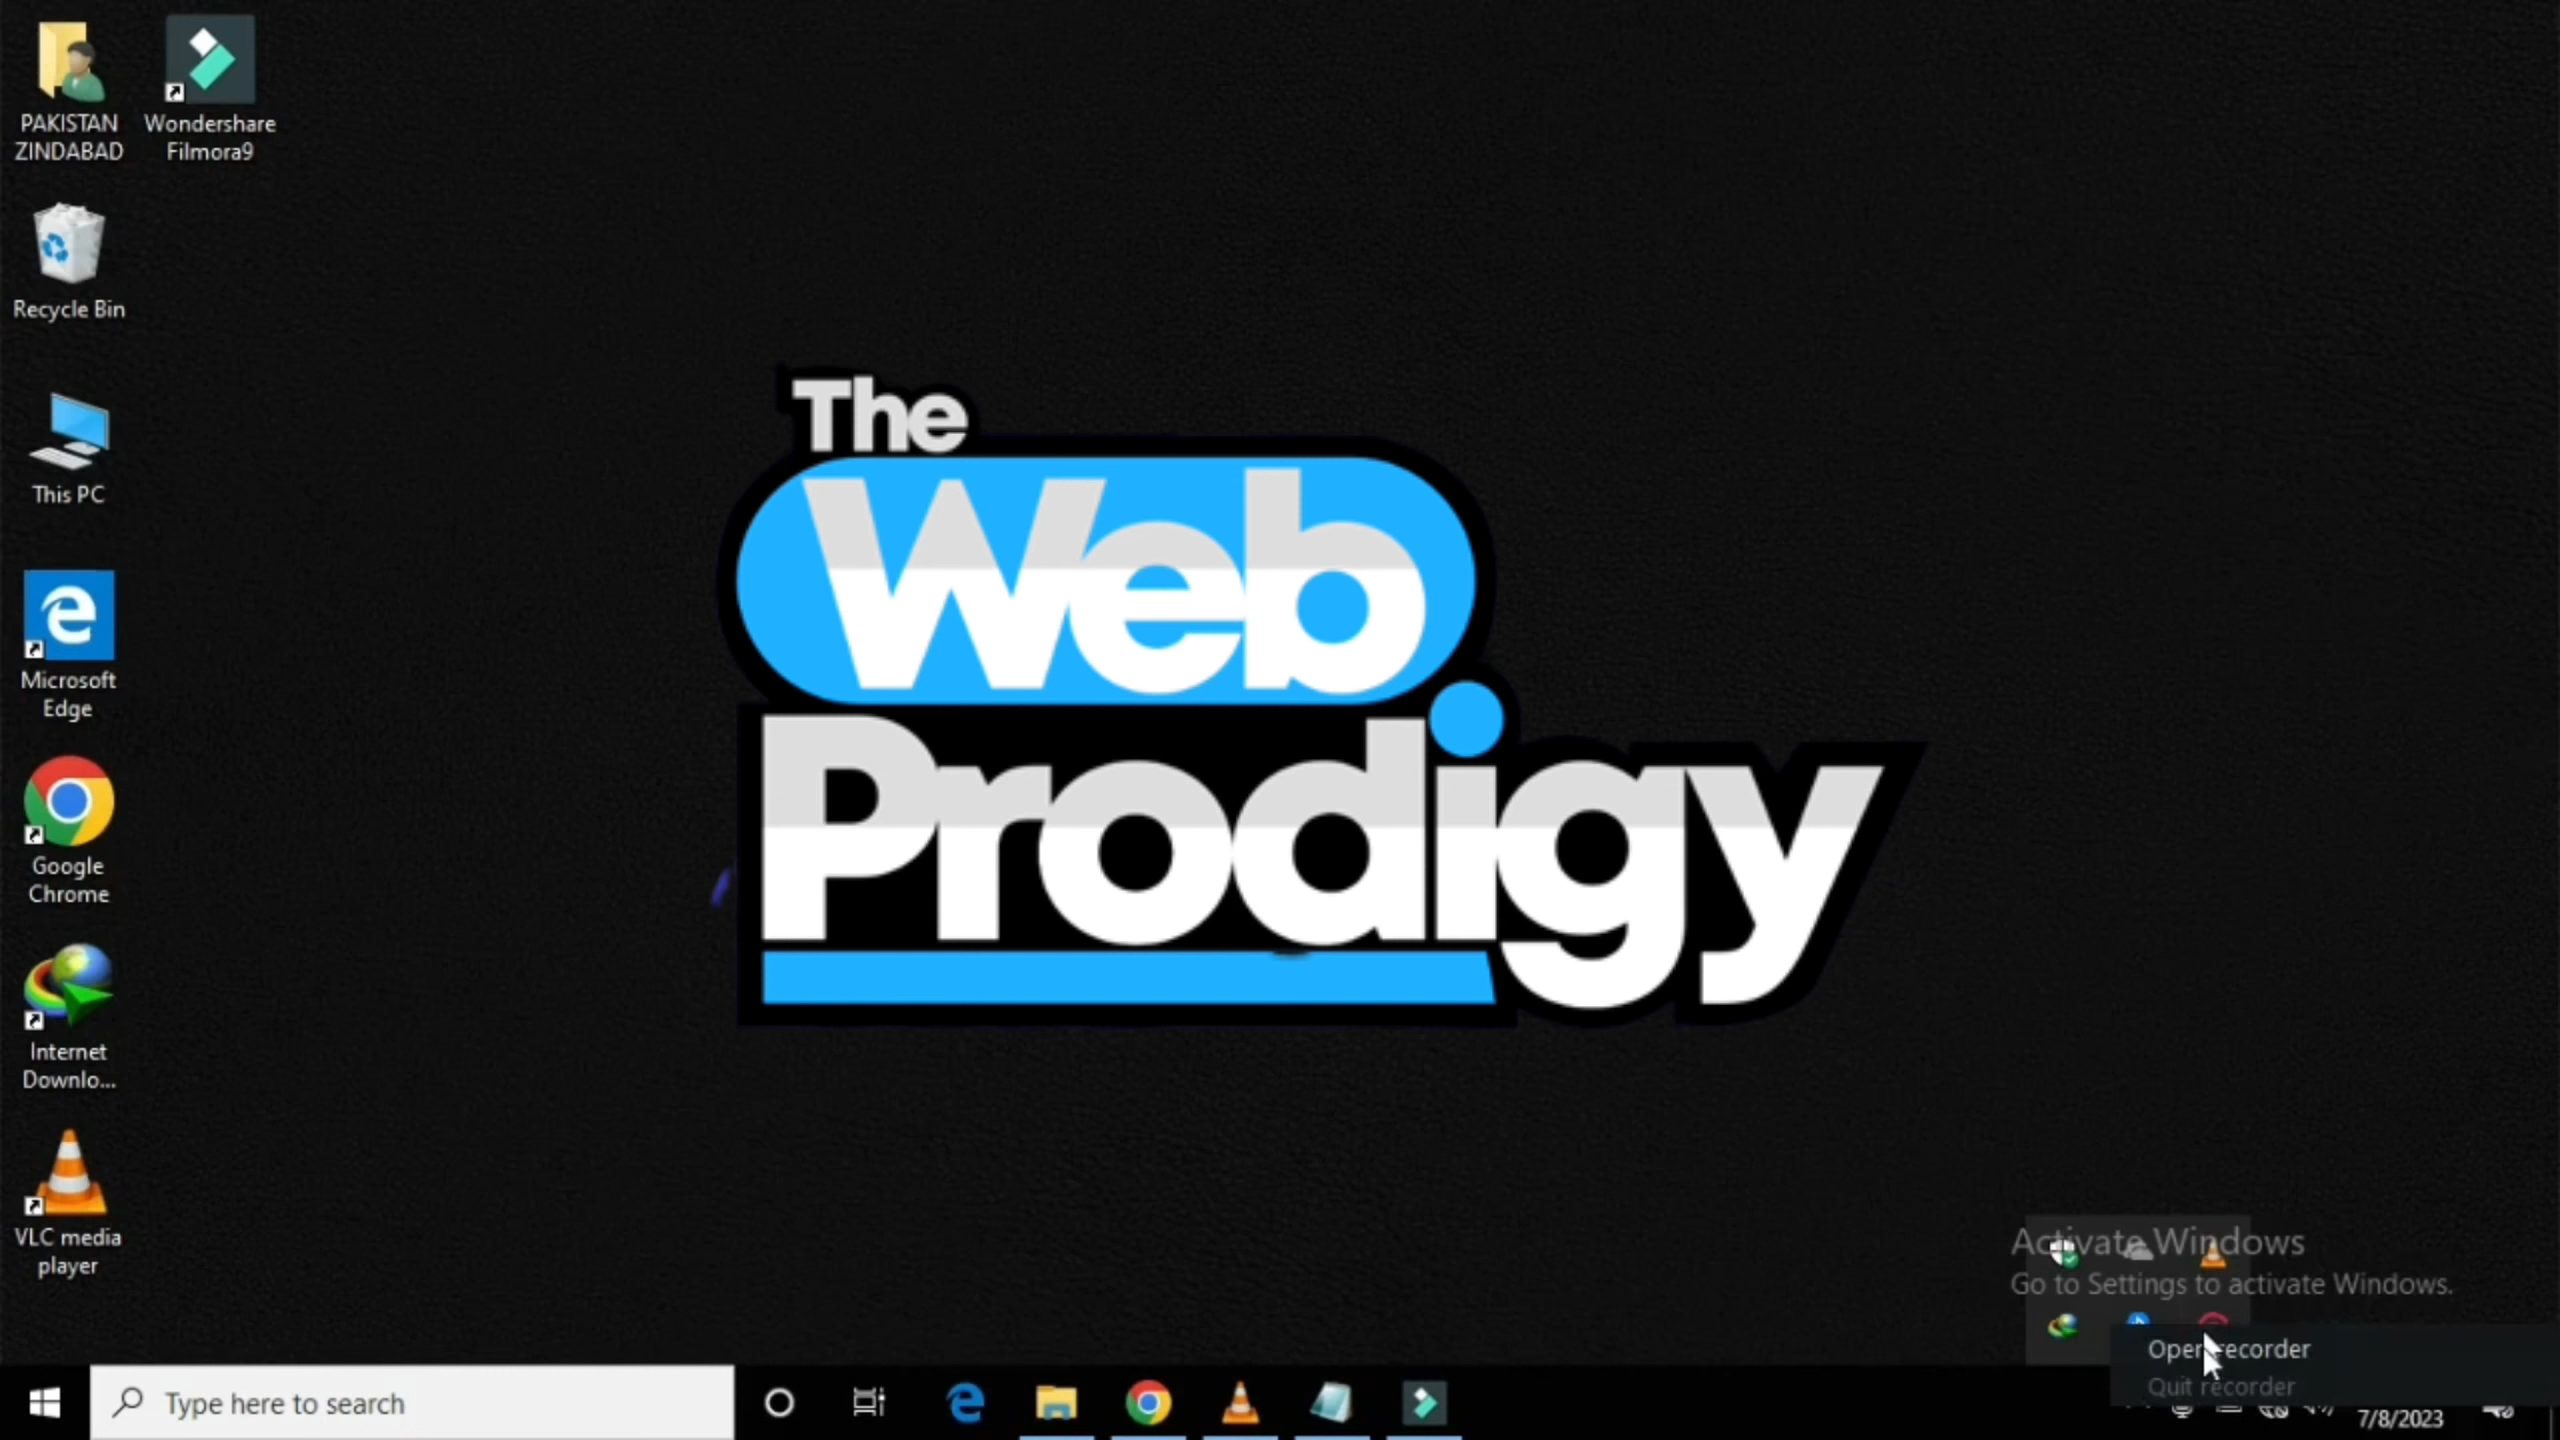 PAKISTAN
ZINDABAD
Wondershare
Filmora9
Recycle Bin
This PC
Microsoft
Edge
Google
Chrome
Internet
Downlo...
VLC media
player
The
Web
Prodigy
Activate Windows
Go to Settings to activate Windows.
Open recorder
Quit recorder
Type here to search
7/8/2023